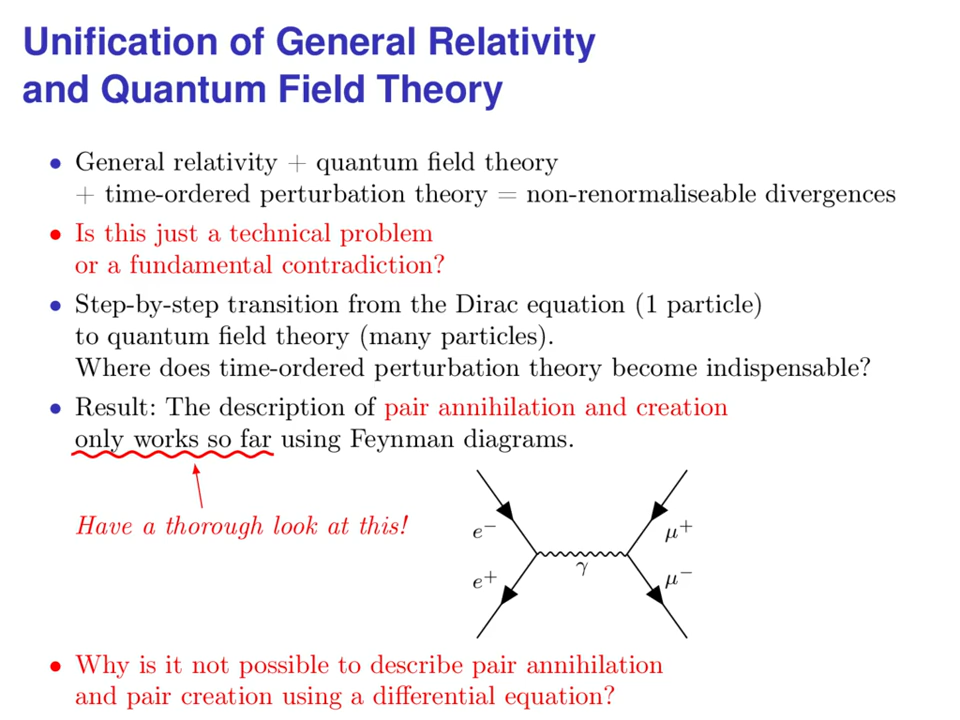 Unification of General Relativity
and Quantum Field Theory
• General relativity + quantum field theory
+ time-ordered perturbation theory = non-renormaliseable divergences
• Is this just a technical problem
or a fundamental contradiction?
• Step-by-step transition from the Dirac equation (1 particle)
to quantum field theory (many particles).
Where does time-ordered perturbation theory become indispensable?
• Result: The description of pair annihilation and creation
only works so far using Feynman diagrams.
Have a thorough look at this!
e⁻
μ⁺
γ
e⁺
μ⁻
• Why is it not possible to describe pair annihilation
and pair creation using a differential equation?